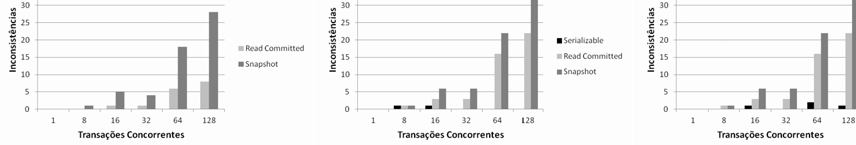 Inconsistências
30
25
20
15
10
5
0
1 8 16 32 64 128
Transações Concorrentes
Read Committed
Snapshot
Inconsistências
30
25
20
15
10
5
0
1 8 16 32 64 128
Transações Concorrentes
Serializable
Read Committed
Snapshot
Inconsistências
30
25
20
15
10
5
0
1 8 16 32 64 128
Transações Concorrentes